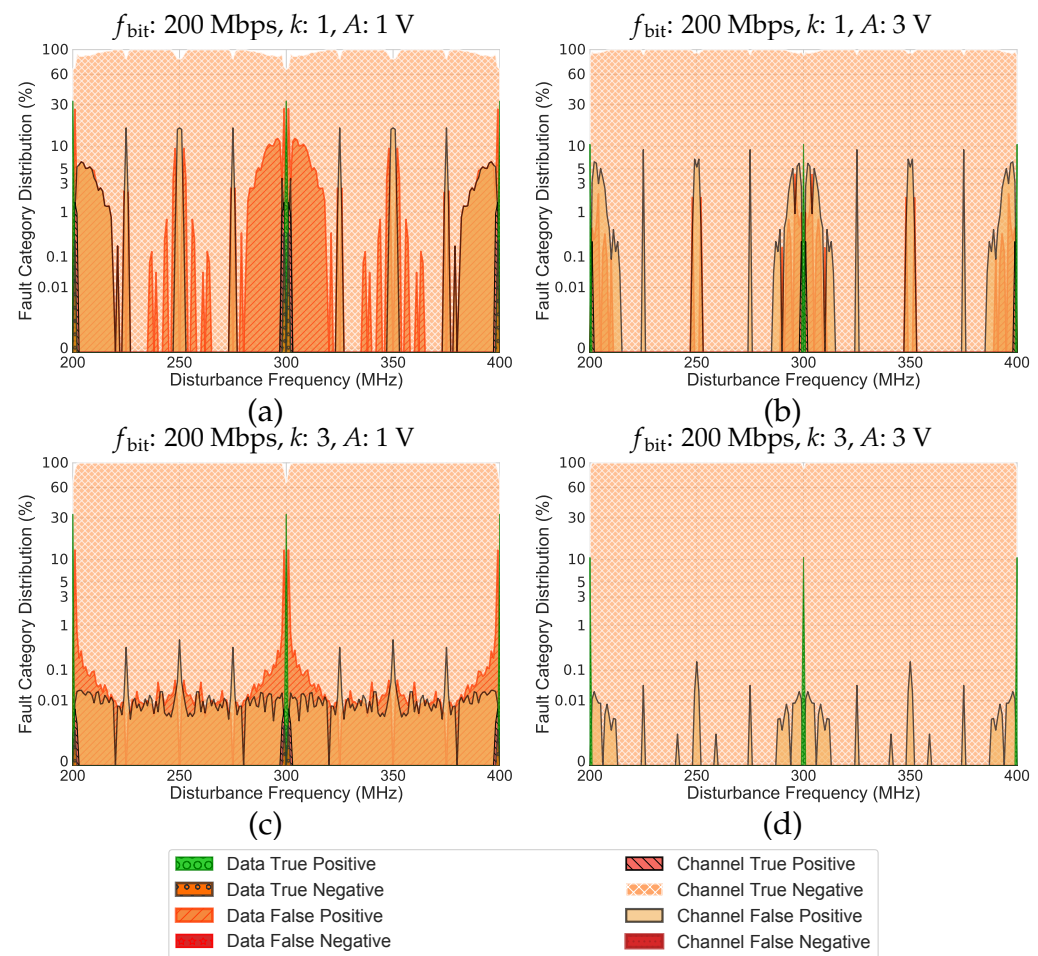 f_bit: 200 Mbps, k: 1, A: 1 V
f_bit: 200 Mbps, k: 1, A: 3 V
Fault Category Distribution (%)
100
60
30
10
5
3
1
0.1
0.01
0
200
250
300
350
400
Disturbance Frequency (MHz)
(a)
Fault Category Distribution (%)
100
60
30
10
5
3
1
0.1
0.01
0
200
250
300
350
400
Disturbance Frequency (MHz)
(b)
f_bit: 200 Mbps, k: 3, A: 1 V
f_bit: 200 Mbps, k: 3, A: 3 V
Fault Category Distribution (%)
100
60
30
10
5
3
1
0.1
0.01
0
200
250
300
350
400
Disturbance Frequency (MHz)
(c)
Fault Category Distribution (%)
100
60
30
10
5
3
1
0.1
0.01
0
200
250
300
350
400
Disturbance Frequency (MHz)
(d)
Data True Positive
Data True Negative
Data False Positive
Data False Negative
Channel True Positive
Channel True Negative
Channel False Positive
Channel False Negative